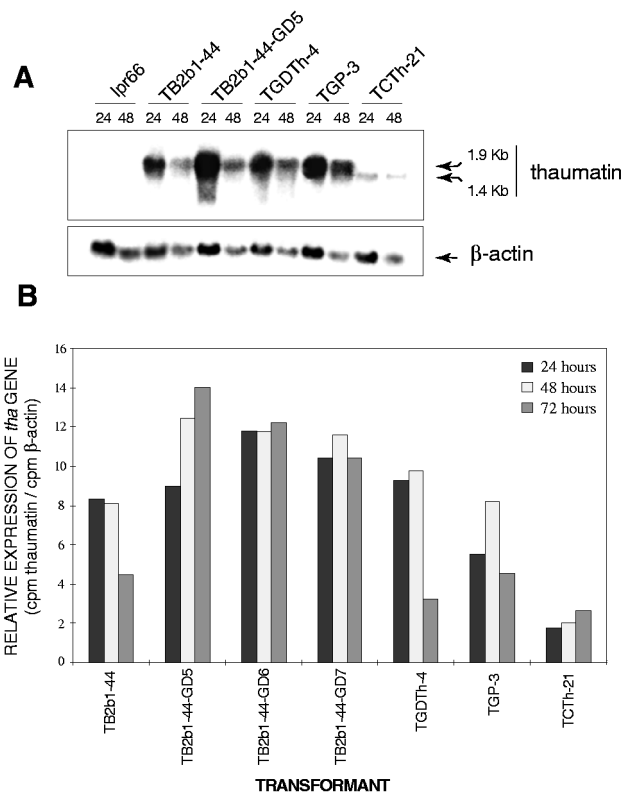 A
lpr66
TB2b1-44
TB2b1-44-GD5
TGDTh-4
TGP-3
TCTh-21
24 48 24 48 24 48 24 48 24 48 24 48
1.9 Kb
1.4 Kb
thaumatin
β-actin
B
RELATIVE EXPRESSION OF tha GENE
(cpm thaumatin / cpm β-actin)
16
14
12
10
8
6
4
2
0
24 hours
48 hours
72 hours
TB2b1-44
TB2b1-44-GD5
TB2b1-44-GD6
TB2b1-44-GD7
TGDTh-4
TGP-3
TCTh-21
TRANSFORMANT